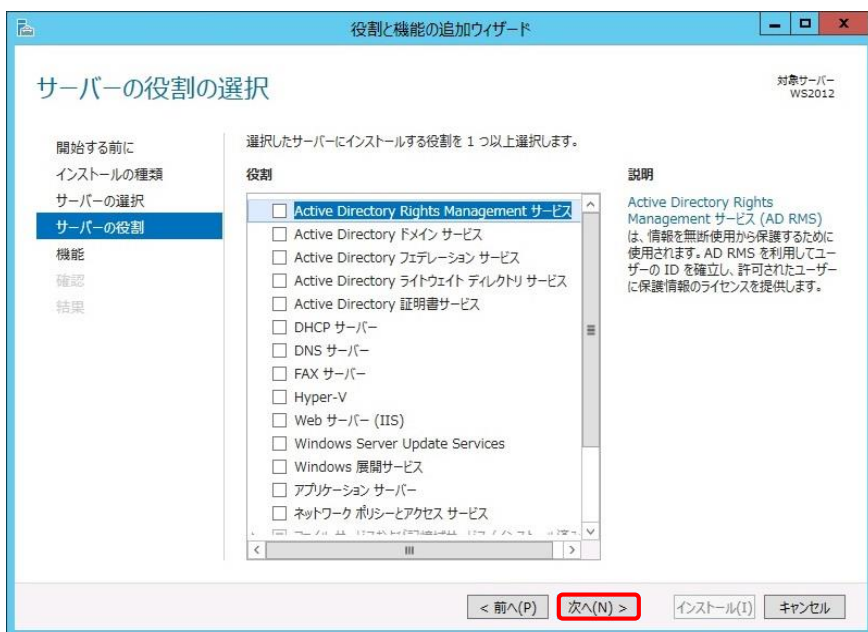 役割と機能の追加ウィザード
サーバーの役割の選択
対象サーバー
WS2012
開始する前に
インストールの種類
サーバーの選択
サーバーの役割
機能
確認
結果
選択したサーバーにインストールする役割を 1 つ以上選択します。
役割
Active Directory Rights Management サービス
Active Directory ドメイン サービス
Active Directory フェデレーション サービス
Active Directory ライトウェイト ディレクトリ サービス
Active Directory 証明書サービス
DHCP サーバー
DNS サーバー
FAX サーバー
Hyper-V
Web サーバー (IIS)
Windows Server Update Services
Windows 展開サービス
アプリケーション サーバー
ネットワーク ポリシーとアクセス サービス
説明
Active Directory Rights
Management サービス (AD RMS)
は、情報を無断使用から保護するために
使用されます。AD RMS を利用してユー
ザーの ID を確立し、許可されたユーザー
に保護情報のライセンスを提供します。
< 前へ(P)
次へ(N) >
インストール(I)
キャンセル